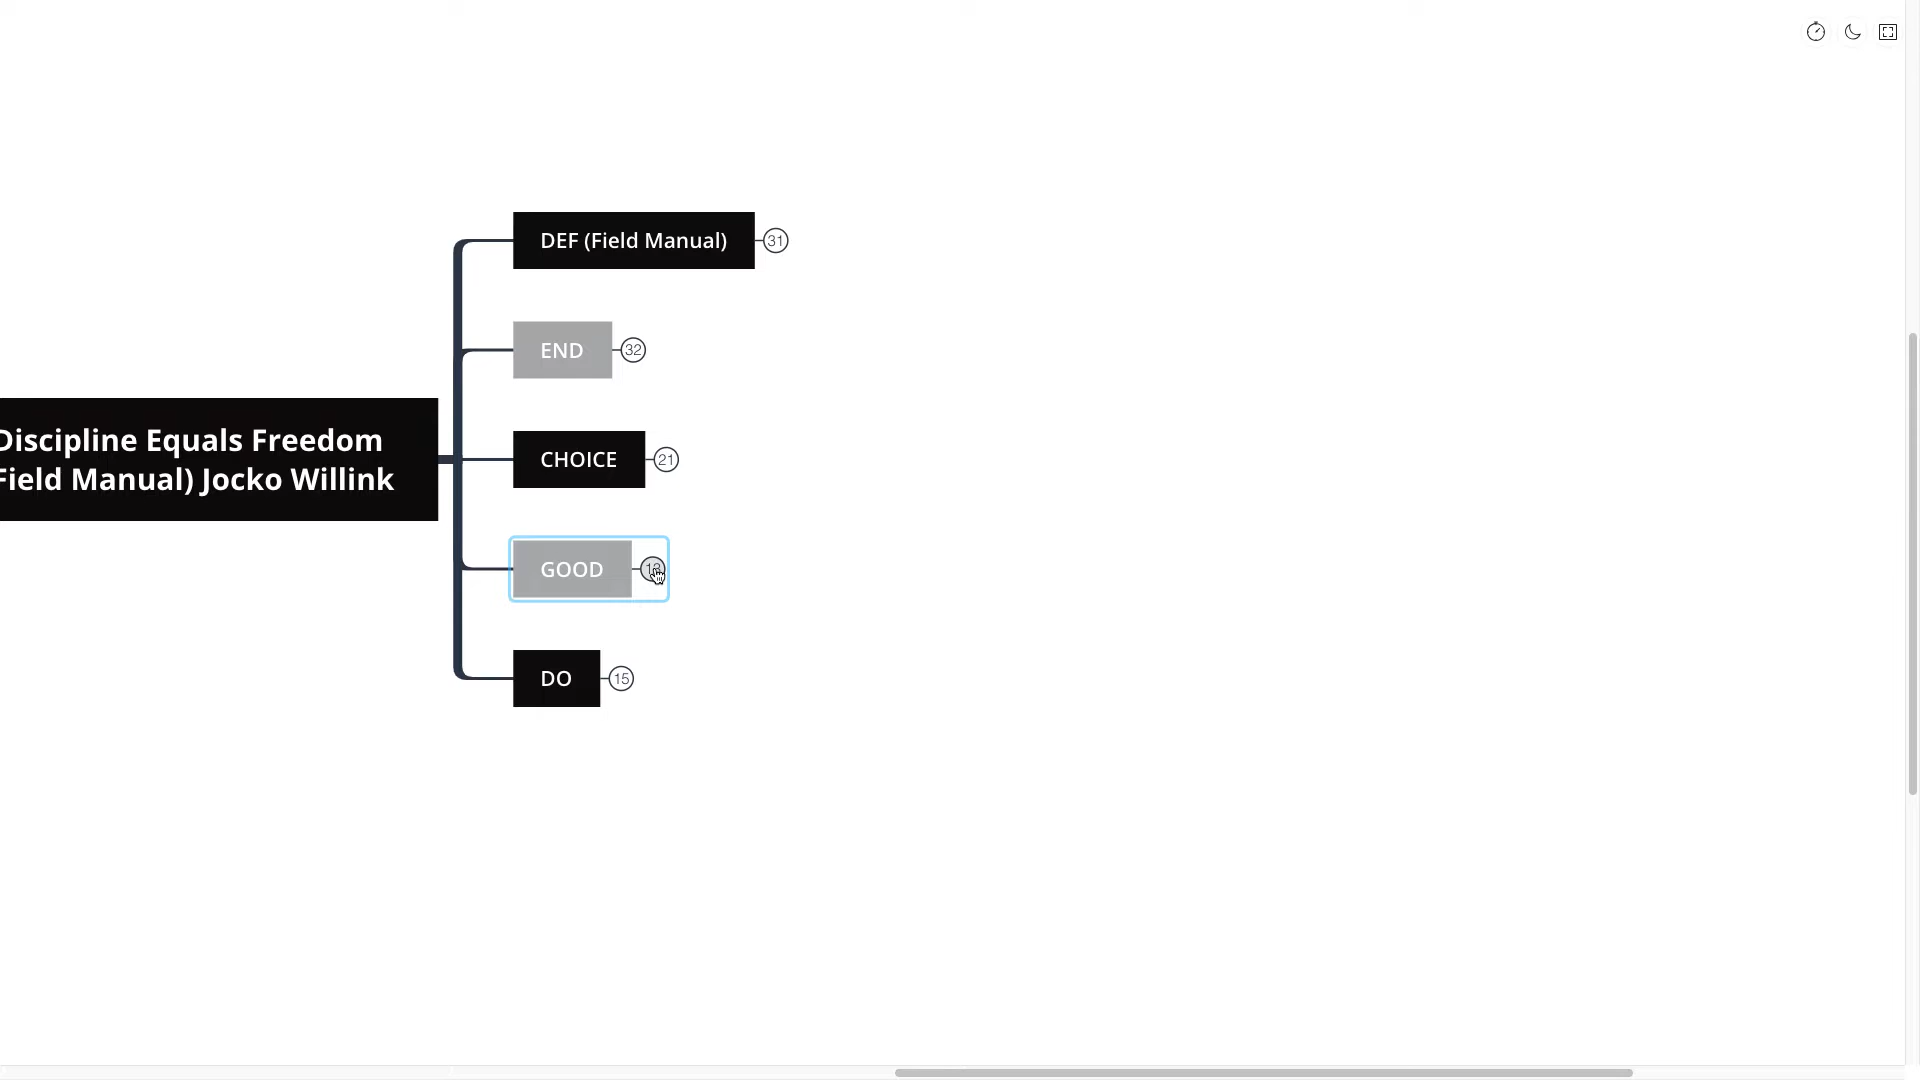 DEF (Field Manual)
31
END
32
Discipline Equals Freedom
Field Manual) Jocko Willink
CHOICE
21
GOOD
DO
15